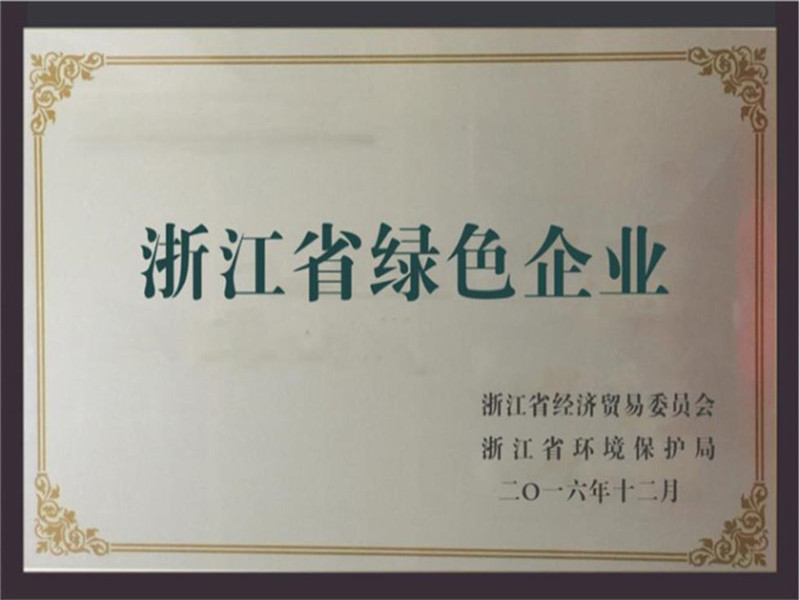 浙江省绿色企业
浙江省经济贸易委员会
浙江省环境保护局
二〇一六年十二月